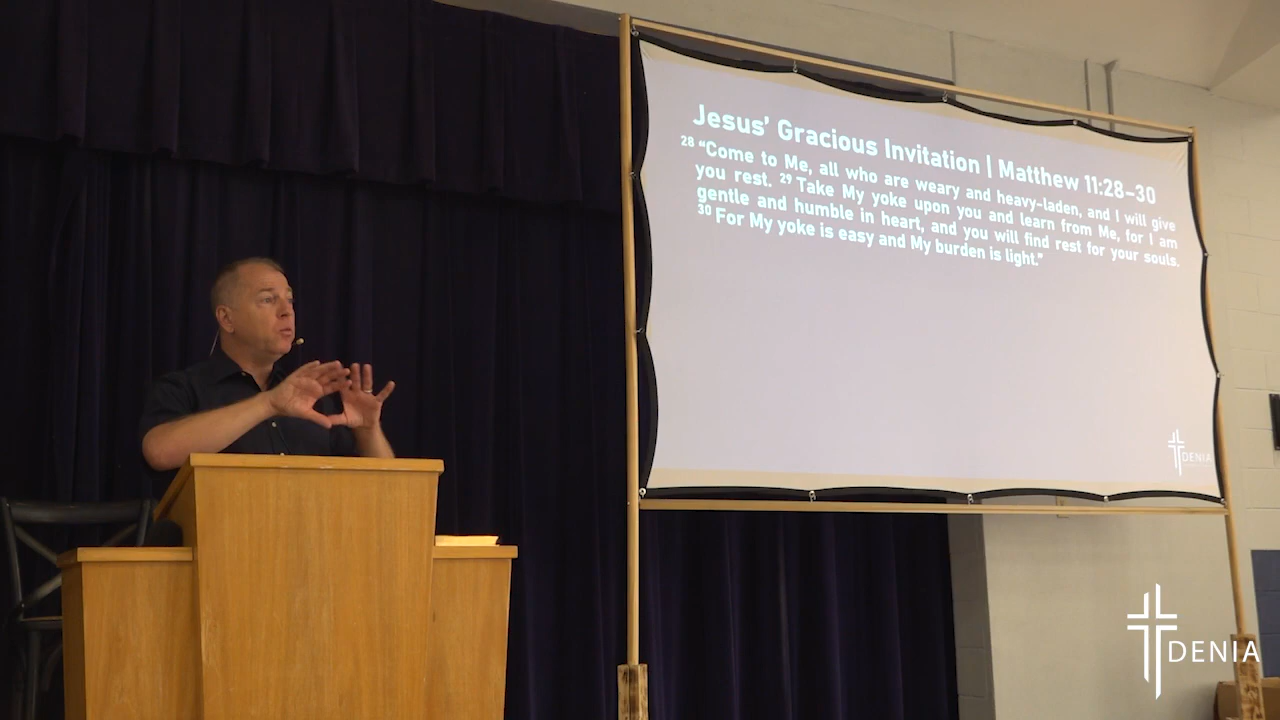 Jesus’ Gracious Invitation | Matthew 11:28–30
28 “Come to Me, all who are weary and heavy-laden, and I will give
you rest. 29 Take My yoke upon you and learn from Me, for I am
gentle and humble in heart, and you will find rest for your souls.
30 For My yoke is easy and My burden is light.”
DENIA
DENIA